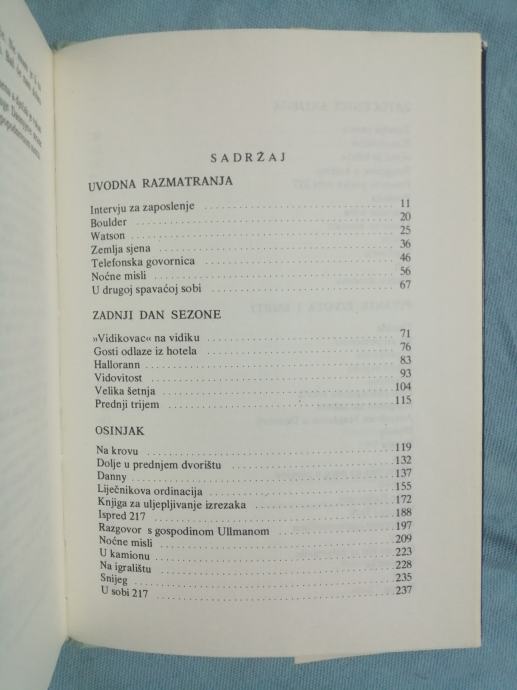 SADRŽAJ
UVODNA RAZMATRANJA
Intervju za zaposlenje 11
Boulder 20
Watson 25
Zemlja sjena 36
Telefonska govornica 46
Noćne misli 56
U drugoj spavaćoj sobi 67
ZADNJI DAN SEZONE
»Vidikovac« na vidiku 71
Gosti odlaze iz hotela 76
Hallorann 83
Vidovitost 93
Velika šetnja 104
Prednji trijem 115
OSINJAK
Na krovu 119
Dolje u prednjem dvorištu 132
Danny 137
Liječnikova ordinacija 155
Knjiga za uljepljivanje izrezaka 172
Ispred 217 188
Razgovor s gospodinom Ullmanom 197
Noćne misli 209
U kamionu 223
Na igralištu 228
Snijeg 235
U sobi 217 237